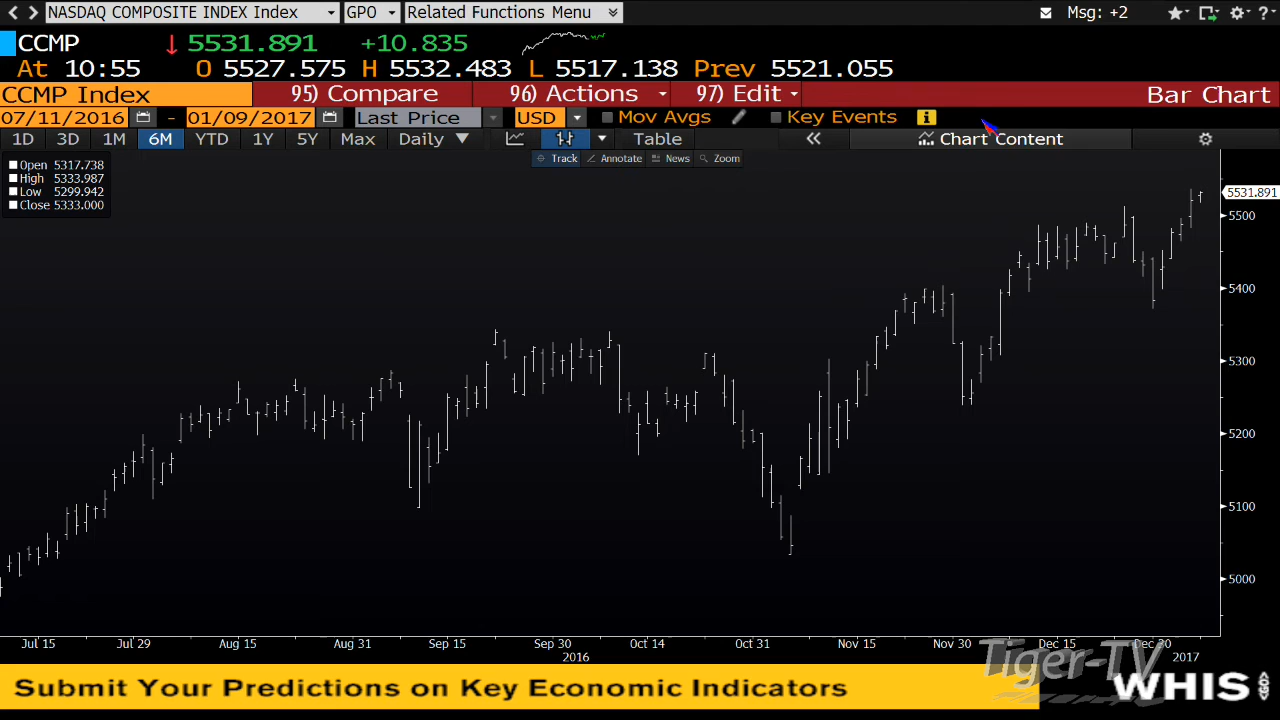 NASDAQ COMPOSITE INDEX Index GPO Related Functions Menu Msg: +2 ?
CCMP 5531.891 +10.835
At 10:55 O 5527.575 H 5532.483 L 5517.138 Prev 5521.055
CCMP Index 95) Compare 96) Actions 97) Edit Bar Chart
07/11/2016 - 01/09/2017 Last Price USD Mov Avgs Key Events i
1D 3D 1M 6M YTD 1Y 5Y Max Daily Table « Chart Content
Track Annotate News Zoom
Open 5317.738
High 5333.987
Low 5299.942
Close 5333.000
5531.891
5500
5400
5300
5200
5100
5000
Jul 15 Jul 29 Aug 15 Aug 31 Sep 15 Sep 30 Oct 14 Oct 31 Nov 15 Nov 30 Dec 15 Dec 30
2016 2017
Tiger-TV
Submit Your Predictions on Key Economic Indicators
WHIS